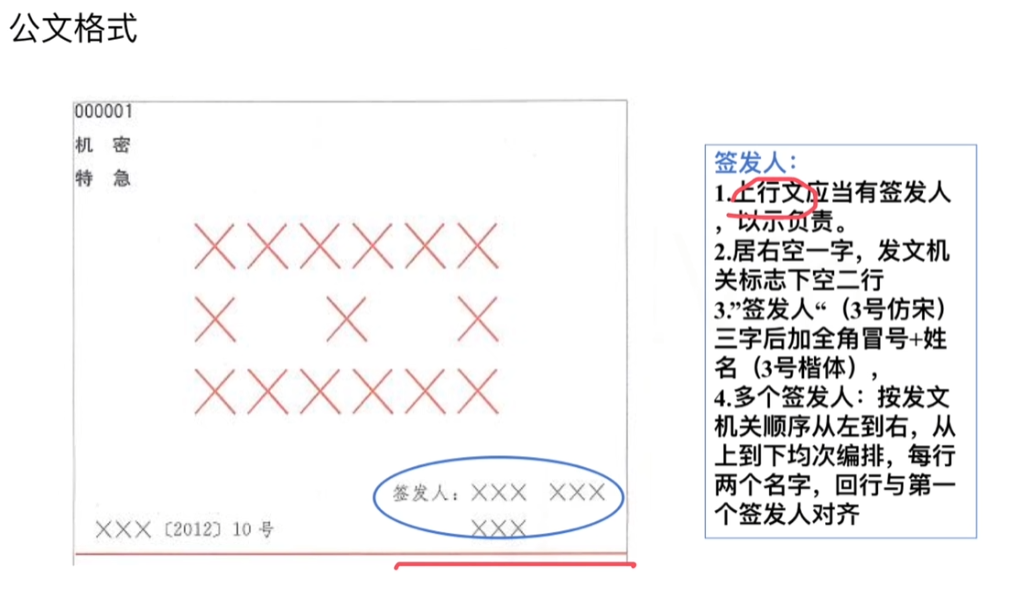 公文格式
000001
机 密
特 急
××××××
× × ×
××××××
签发人：××× ×××
×××〔2012〕10 号
×××
签发人：
1.上行文应当有签发人
，以示负责。
2.居右空一字，发文机
关标志下空二行
3.”签发人“（3号仿宋）
三字后加全角冒号+姓
名（3号楷体），
4.多个签发人：按发文
机关顺序从左到右，从
上到下均次编排，每行
两个名字，回行与第一
个签发人对齐